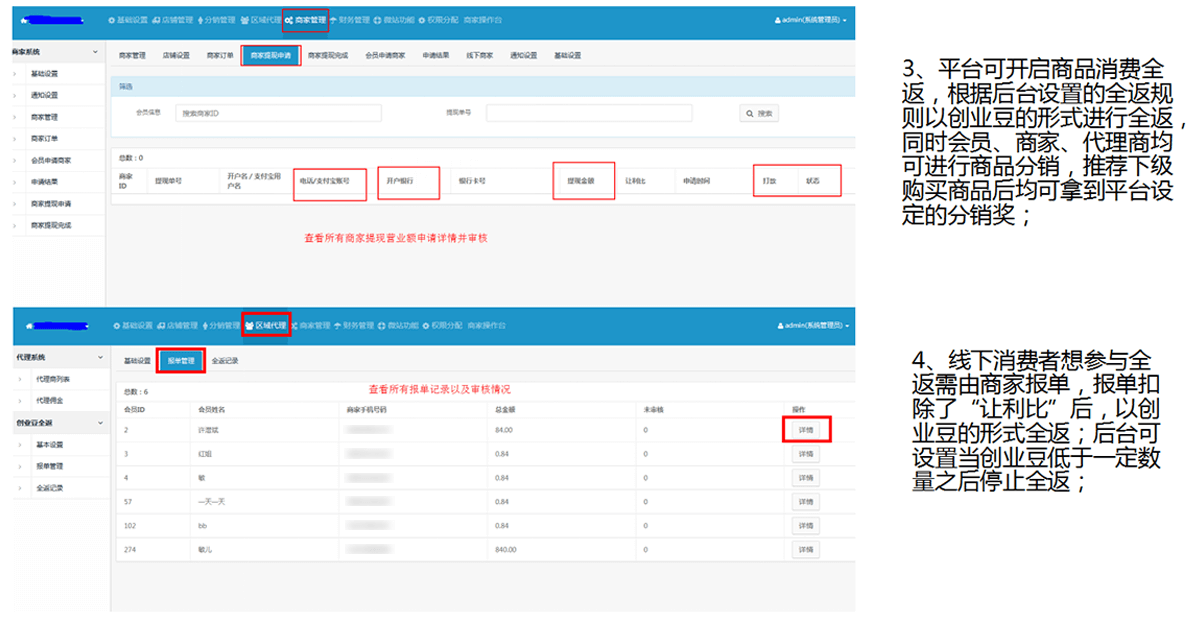 基础设置 店铺管理 分销管理 区域代理 商家管理 财务管理 微站功能 权限分配 商家操作台 admin(系统管理员)
商家系统
基础设置
通知设置
商家管理
商家订单
会员申请商家
申请结果
商家提现申请
商家提现完成
商家管理 店铺设置 商家订单 商家提现申请 商家提现完成 会员申请商家 申请结果 线下商家 通知设置 基础设置
筛选
会员信息 搜索商家ID 提现单号 搜索
总数：0
商家ID 提现单号 开户名/支付宝用户名 电话/支付宝账号 开户银行 银行卡号 提现金额 让利比 申请时间 打款 状态
查看所有商家提现营业额申请详情并审核
3、平台可开启商品消费全
返，根据后台设置的全返规
则以创业豆的形式进行全返，
同时会员、商家、代理商均
可进行商品分销，推荐下级
购买商品后均可拿到平台设
定的分销奖；
基础设置 店铺管理 分销管理 区域代理 商家管理 财务管理 微站功能 权限分配 商家操作台 admin(系统管理员)
代理系统
代理商列表
代理佣金
创业豆全返
基本设置
报单管理
全返记录
基础设置 报单管理 全返记录
总数：6
查看所有报单记录以及审核情况
会员ID 会员姓名 商家手机号码 总金额 未审核 操作
2 许澄斌 84.00 0 详情
3 红姐 0.84 0 详情
4 敏 0.84 0 详情
57 一天一天 0.84 0 详情
102 bb 0.84 0 详情
274 敏儿 840.00 0 详情
4、线下消费者想参与全
返需由商家报单，报单扣
除了“让利比”后，以创
业豆的形式全返；后台可
设置当创业豆低于一定数
量之后停止全返；